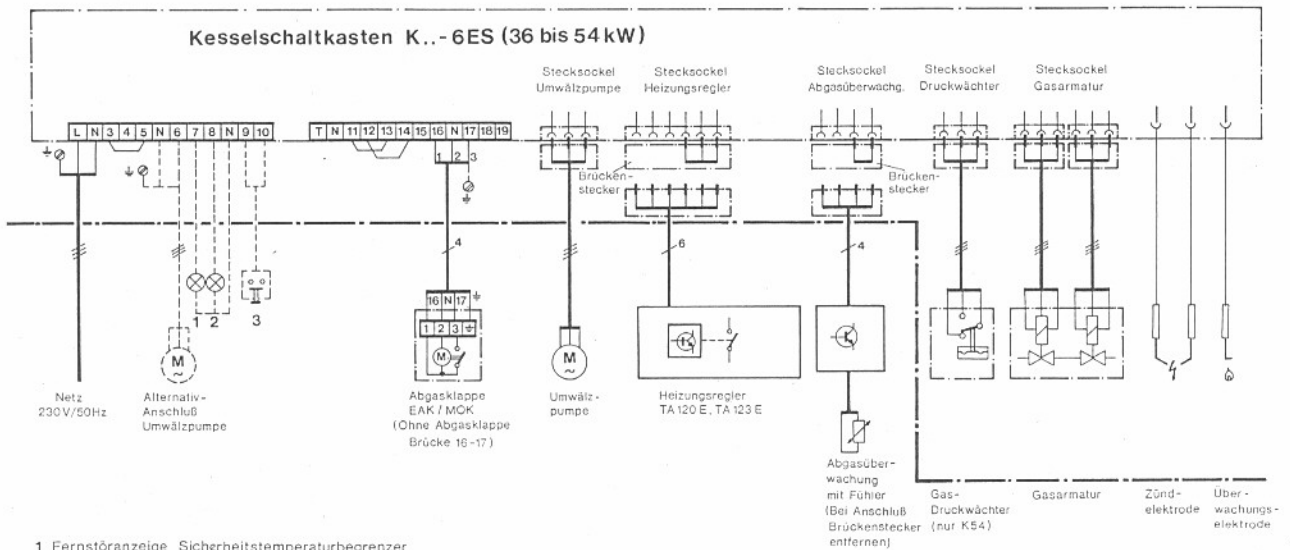 Kesselschaltkasten K..-6ES (36 bis 54 kW)
Stecksockel
Umwälzpumpe
Stecksockel
Heizungsregler
Stecksockel
Abgasüberwachg.
Stecksockel
Druckwächter
Stecksockel
Gasarmatur
L N 3 4 5 N 6 7 8 N 9 10
T N 11 12 13 14 15 16 N 17 18 19
1 2 3
Brücken-
stecker
Brücken-
stecker
4
6
4
16 N 17
1 2 3
1 2 3
M
~
M
M
~
Netz
230V/50Hz
Alternativ-
Anschluß
Umwälzpumpe
Abgasklappe
EAK / MOK
(Ohne Abgasklappe
Brücke 16-17)
Umwälz-
pumpe
Heizungsregler
TA 120 E, TA 123 E
Abgasüber-
wachung
mit Fühler
(Bei Anschluß
Brückenstecker
entfernen)
Gas-
Druckwächter
(nur K54)
Gasarmatur
Zünd-
elektrode
Über-
wachungs-
elektrode
1 Fernstöranzeige Sicherheitstemperaturbegrenzer